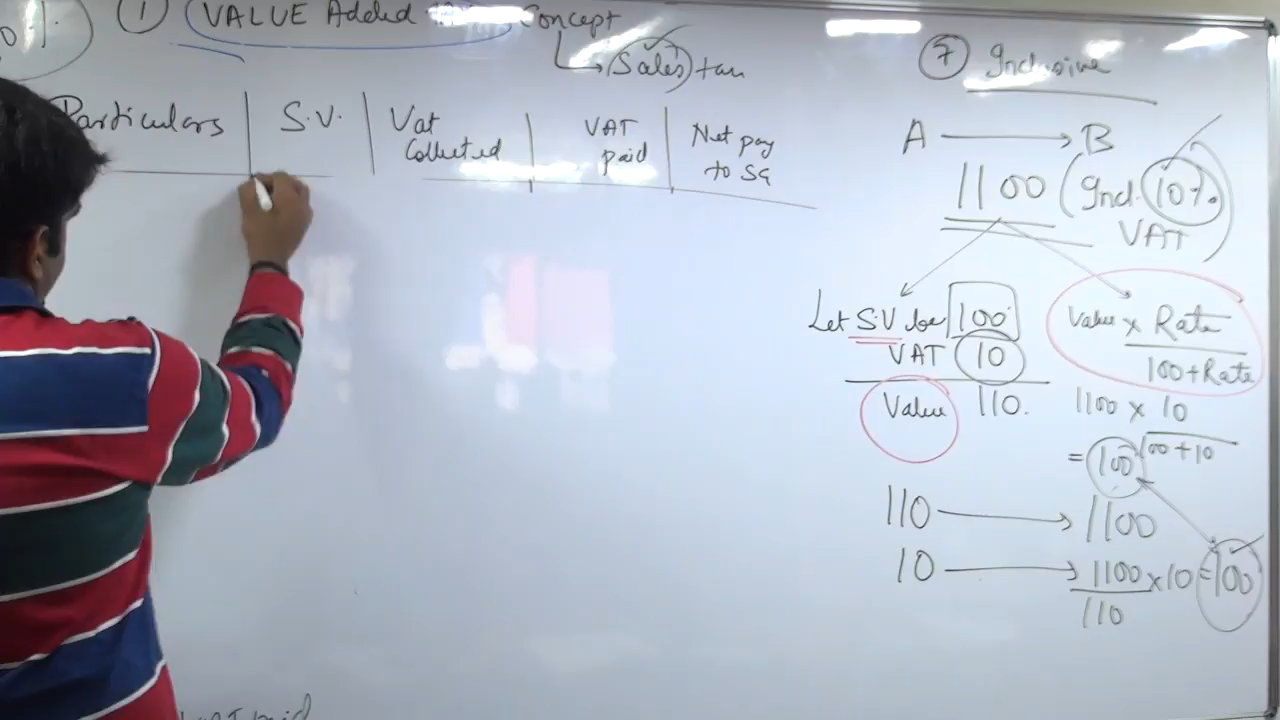 ① VALUE Added Concept
(Sales) tax
Particulars S.V. Vat Collected VAT paid Net pay to SG
⑦ Inclusive
A → B
1100 (Incl. 10%
VAT)
Let S.V be 100
VAT 10
Value 110.
Value x Rate
100+Rate
1100 x 10
100+10
= 100
110 → 1100
10 → 1100 x 10 = 100
110